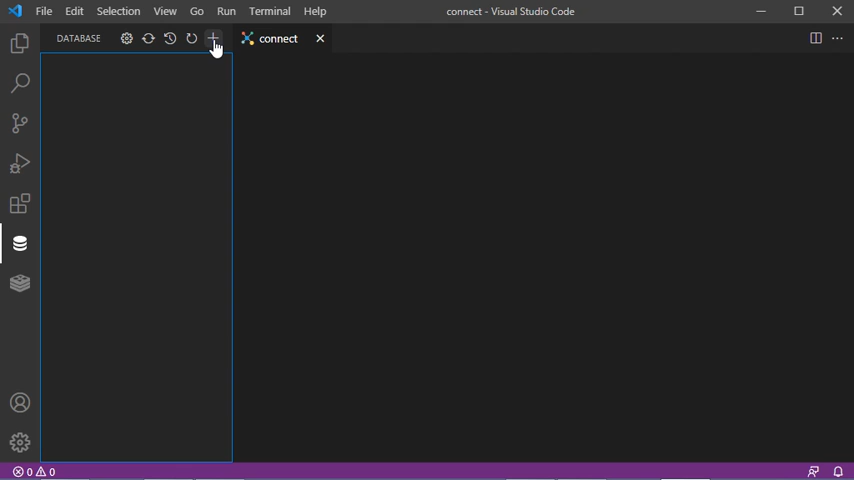 File Edit Selection View Go Run Terminal Help connect - Visual Studio Code
DATABASE connect
0 0